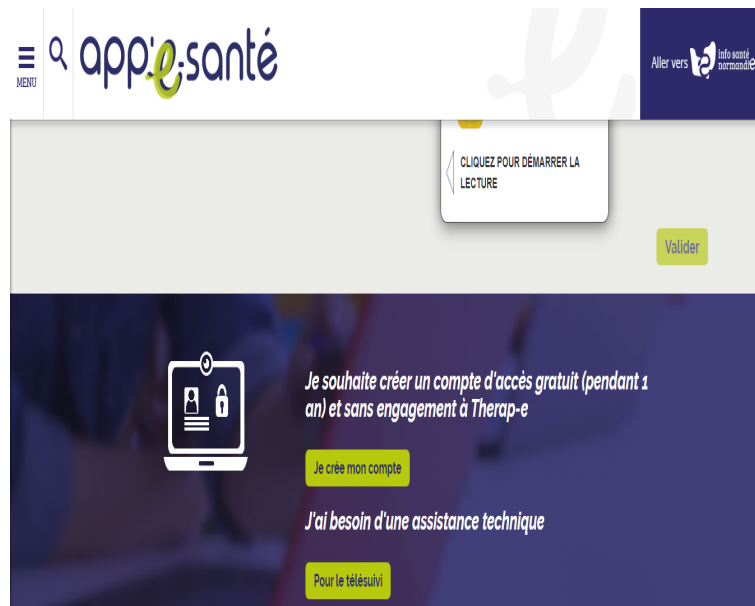 MENU
app'e.santé
Aller vers
info santé
normandie
CLIQUEZ POUR DÉMARRER LA
LECTURE
Valider
Je souhaite créer un compte d'accès gratuit (pendant 1
an) et sans engagement à Therap-e
Je crée mon compte
J'ai besoin d'une assistance technique
Pour le télésuivi